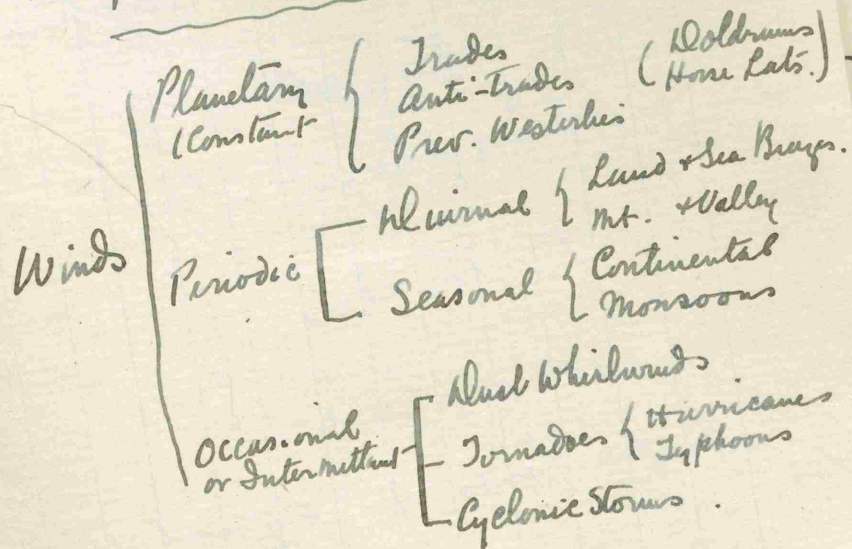 Planetary
(Constant
Trades
Anti-Trades
Prev. Westerlies
(Doldrums
Horse Lats.)
Winds
Periodic
Diurnal
Land & Sea Breezes.
Mt. & Valley
Seasonal
Continental
Monsoons
Occasional
or Intermittent
Dust Whirlwinds
Tornadoes
Hurricanes
Typhoons
Cyclonic Storms.